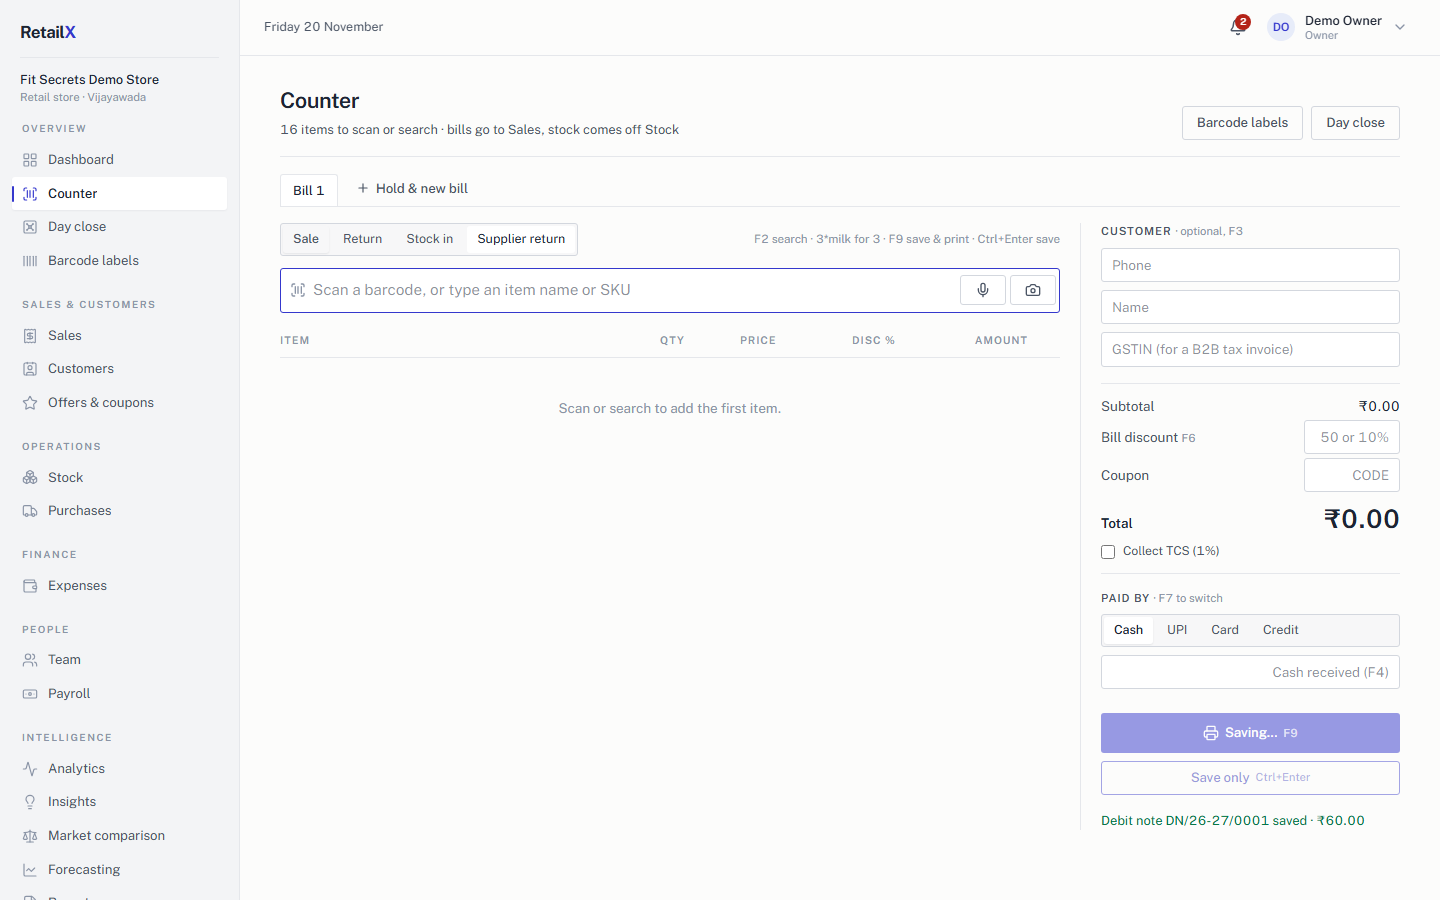 RetailX
Fit Secrets Demo Store
Retail store · Vijayawada
OVERVIEW
Dashboard
Counter
Day close
Barcode labels
SALES & CUSTOMERS
Sales
Customers
Offers & coupons
OPERATIONS
Stock
Purchases
FINANCE
Expenses
PEOPLE
Team
Payroll
INTELLIGENCE
Analytics
Insights
Market comparison
Forecasting
Friday 20 November
2
DO
Demo Owner
Owner
Counter
16 items to scan or search · bills go to Sales, stock comes off Stock
Barcode labels
Day close
Bill 1
+ Hold & new bill
Sale Return Stock in Supplier return
F2 search · 3*milk for 3 · F9 save & print · Ctrl+Enter save
Scan a barcode, or type an item name or SKU
ITEM QTY PRICE DISC % AMOUNT
Scan or search to add the first item.
CUSTOMER · optional, F3
Phone
Name
GSTIN (for a B2B tax invoice)
Subtotal ₹0.00
Bill discount F6 50 or 10%
Coupon CODE
Total ₹0.00
Collect TCS (1%)
PAID BY · F7 to switch
Cash UPI Card Credit
Cash received (F4)
Saving... F9
Save only Ctrl+Enter
Debit note DN/26-27/0001 saved · ₹60.00